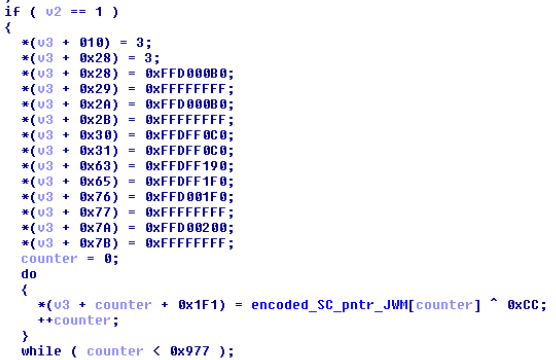 if ( v2 == 1 )
{
*(v3 + 010) = 3;
*(v3 + 0x28) = 3;
*(v3 + 0x28) = 0xFFD000B0;
*(v3 + 0x29) = 0xFFFFFFFF;
*(v3 + 0x2A) = 0xFFD000B0;
*(v3 + 0x2B) = 0xFFFFFFFF;
*(v3 + 0x30) = 0xFFDFF0C0;
*(v3 + 0x31) = 0xFFDFF0C0;
*(v3 + 0x63) = 0xFFDFF190;
*(v3 + 0x65) = 0xFFDFF1F0;
*(v3 + 0x76) = 0xFFD001F0;
*(v3 + 0x77) = 0xFFFFFFFF;
*(v3 + 0x7A) = 0xFFD00200;
*(v3 + 0x7B) = 0xFFFFFFFF;
counter = 0;
do
{
*(v3 + counter + 0x1F1) = encoded_SC_pntr_JWM[counter] ^ 0xCC;
++counter;
}
while ( counter < 0x977 );